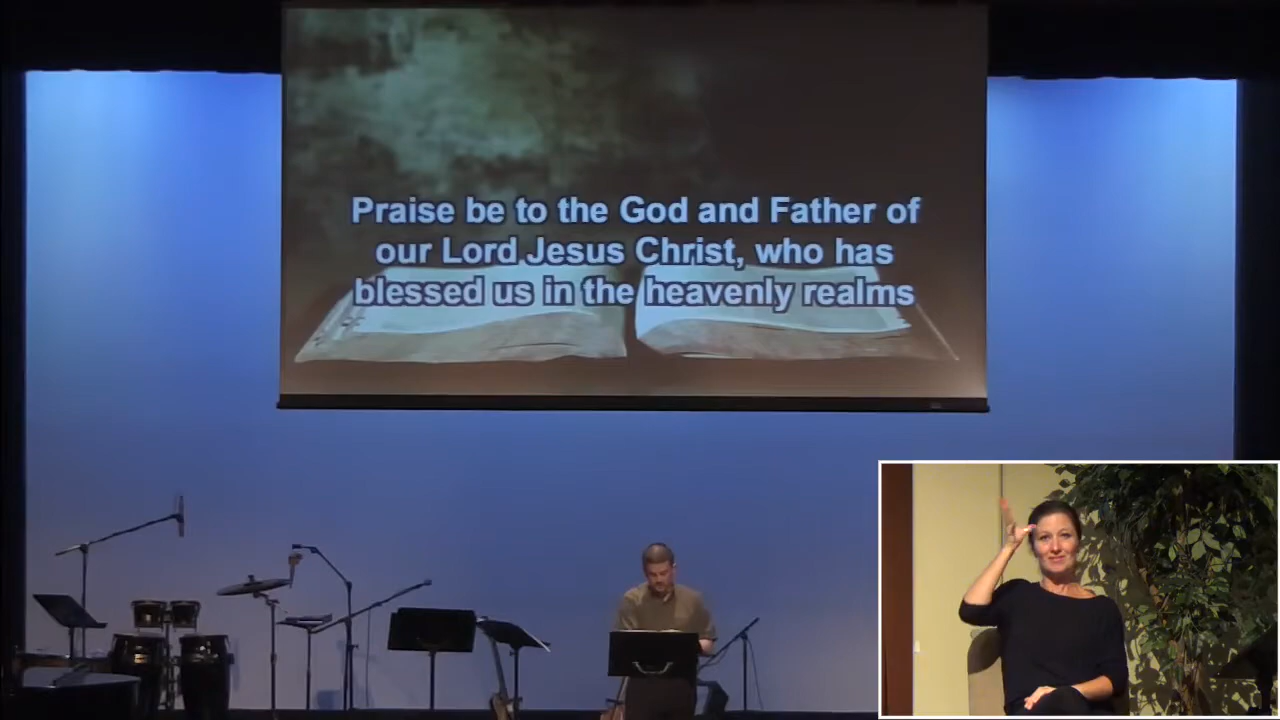 Praise be to the God and Father of
our Lord Jesus Christ, who has
blessed us in the heavenly realms